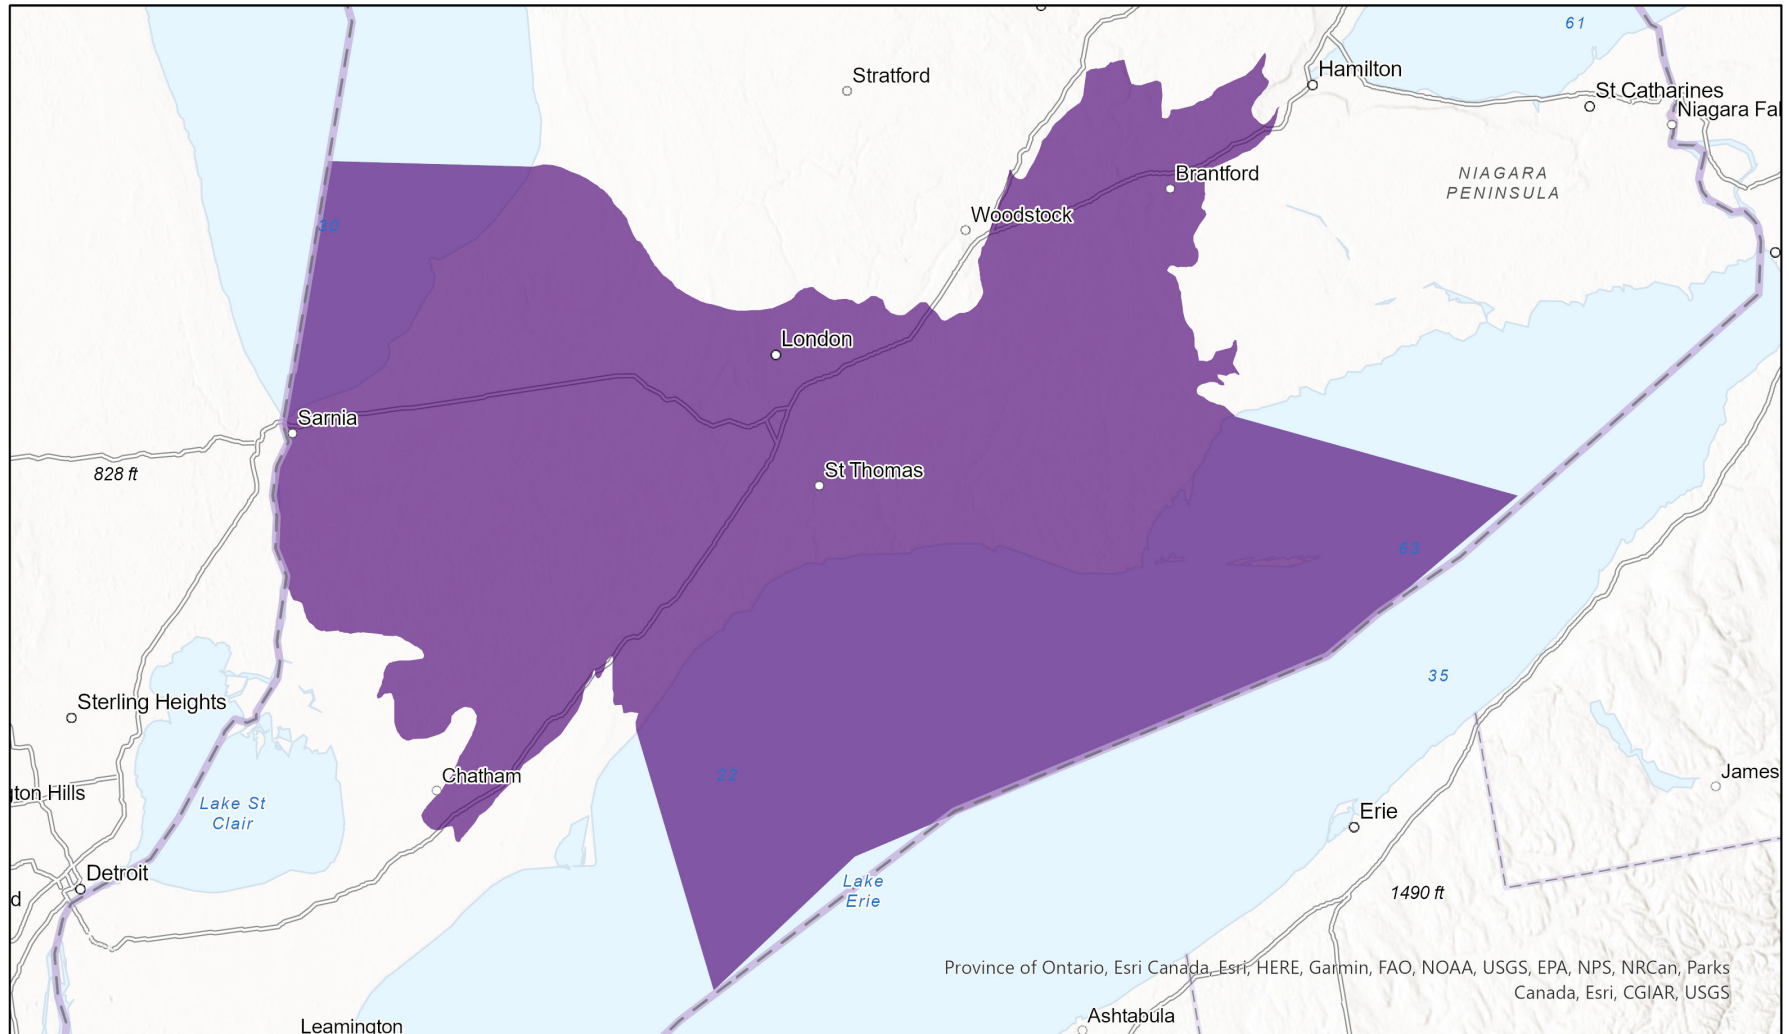 61
Stratford
Hamilton
St Catharines
Niagara Fal
NIAGARA
PENINSULA
Brantford
Woodstock
30
London
Sarnia
828 ft
St Thomas
63
35
Sterling Heights
22
Chatham
James
gton Hills
Lake St
Clair
Erie
Detroit
Lake
Erie
1490 ft
d
Province of Ontario, Esri Canada, Esri, HERE, Garmin, FAO, NOAA, USGS, EPA, NPS, NRCan, Parks
Canada, Esri, CGIAR, USGS
Ashtabula
Leamington